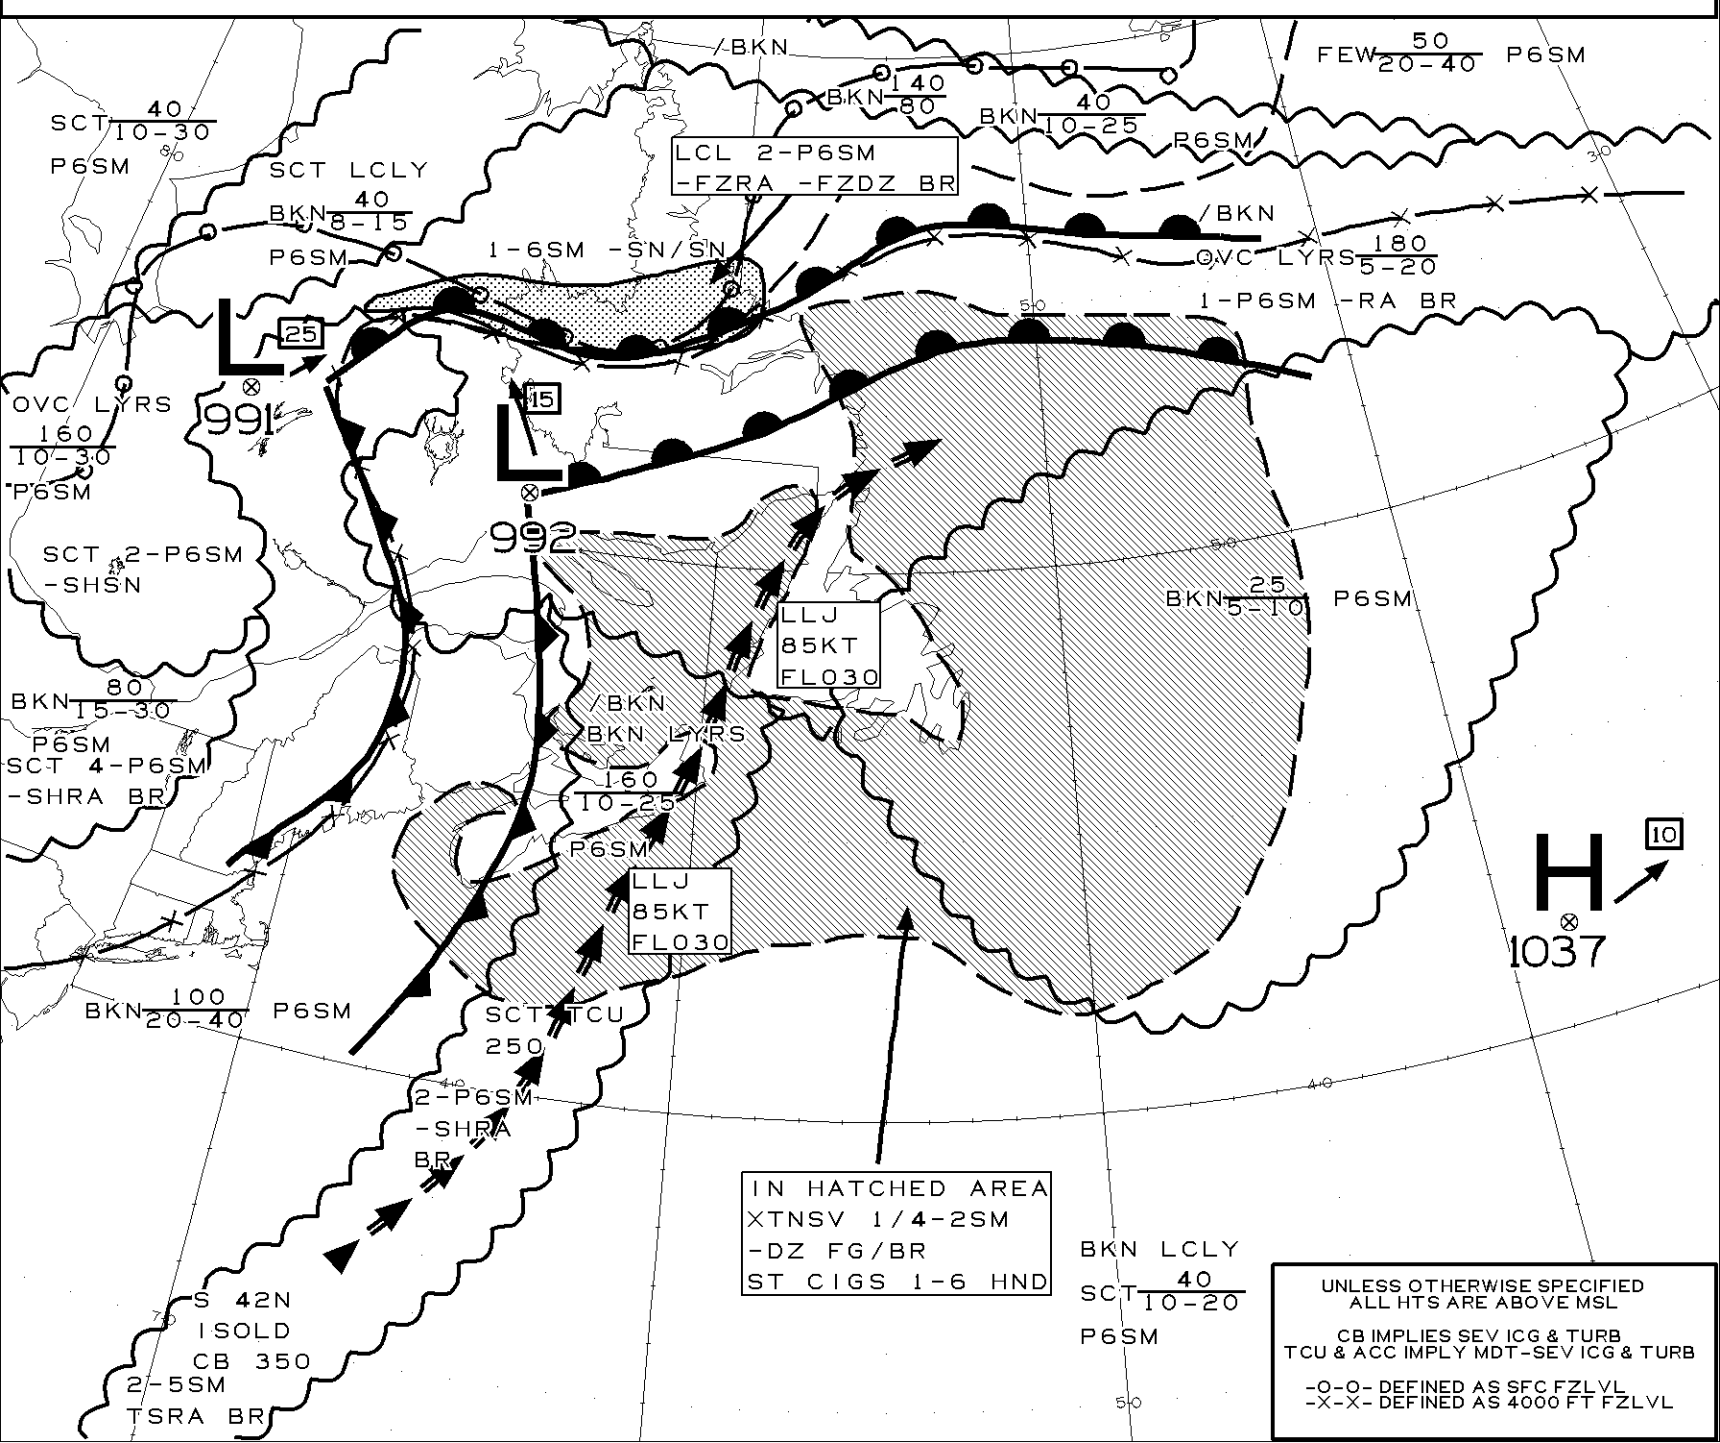 /BKN
FEW 50
20-40 P6SM
SCT 40
10-30
P6SM
80
BKN 140
80
BKN 40
10-25
P6SM
30
LCL 2-P6SM
-FZRA -FZDZ BR
SCT LCLY
BKN 40
8-15
P6SM
1-6SM -SN/SN
/BKN
OVC LYRS 180
5-20
1-P6SM -RA BR
50
L
25
991
L
15
992
OVC LYRS
160
10-30
P6SM
SCT 2-P6SM
-SHSN
50
BKN 25
5-10 P6SM
LLJ
85KT
FL030
BKN 80
15-30
P6SM
SCT 4-P6SM
-SHRA BR
/BKN
BKN LYRS
160
10-25
P6SM
LLJ
85KT
FL030
H
10
1037
BKN 100
20-40 P6SM
SCT TCU
250
2-P6SM
-SHRA
BR
40
40
IN HATCHED AREA
XTNSV 1/4-2SM
-DZ FG/BR
ST CIGS 1-6 HND
BKN LCLY
SCT 40
10-20
P6SM
S 42N
ISOLD
CB 350
2-5SM
TSRA BR
70
50
UNLESS OTHERWISE SPECIFIED
ALL HTS ARE ABOVE MSL
CB IMPLIES SEV ICG & TURB
TCU & ACC IMPLY MDT-SEV ICG & TURB
-O-O- DEFINED AS SFC FZLVL
-X-X- DEFINED AS 4000 FT FZLVL